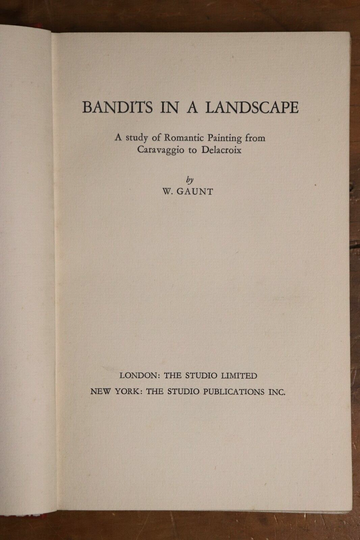 BANDITS IN A LANDSCAPE
A study of Romantic Painting from
Caravaggio to Delacroix
by
W. GAUNT
LONDON: THE STUDIO LIMITED
NEW YORK: THE STUDIO PUBLICATIONS INC.